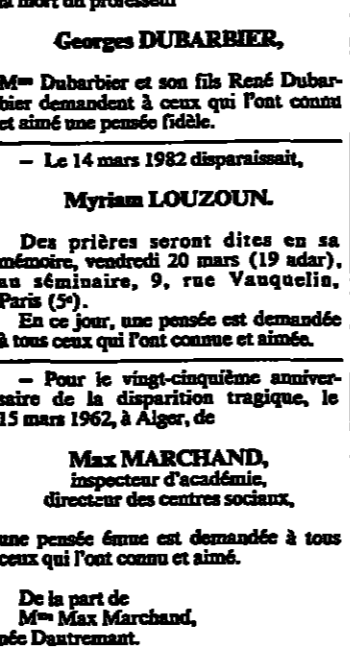 la mort du professeur
Georges DUBARBIER,
Mme Dubarbier et son fils René Dubar-
bier demandent à ceux qui l'ont connu
et aimé une pensée fidèle.
– Le 14 mars 1982 disparaissait,
Myriam LOUZOUN.
Des prières seront dites en sa
mémoire, vendredi 20 mars (19 adar),
au séminaire, 9, rue Vauquelin,
Paris (5e).
En ce jour, une pensée est demandée
à tous ceux qui l'ont connue et aimée.
– Pour le vingt-cinquième anniver-
saire de la disparition tragique, le
15 mars 1962, à Alger, de
Max MARCHAND,
inspecteur d'académie,
directeur des centres sociaux,
une pensée émue est demandée à tous
ceux qui l'ont connu et aimé.
De la part de
Mme Max Marchand,
née Dautremant.